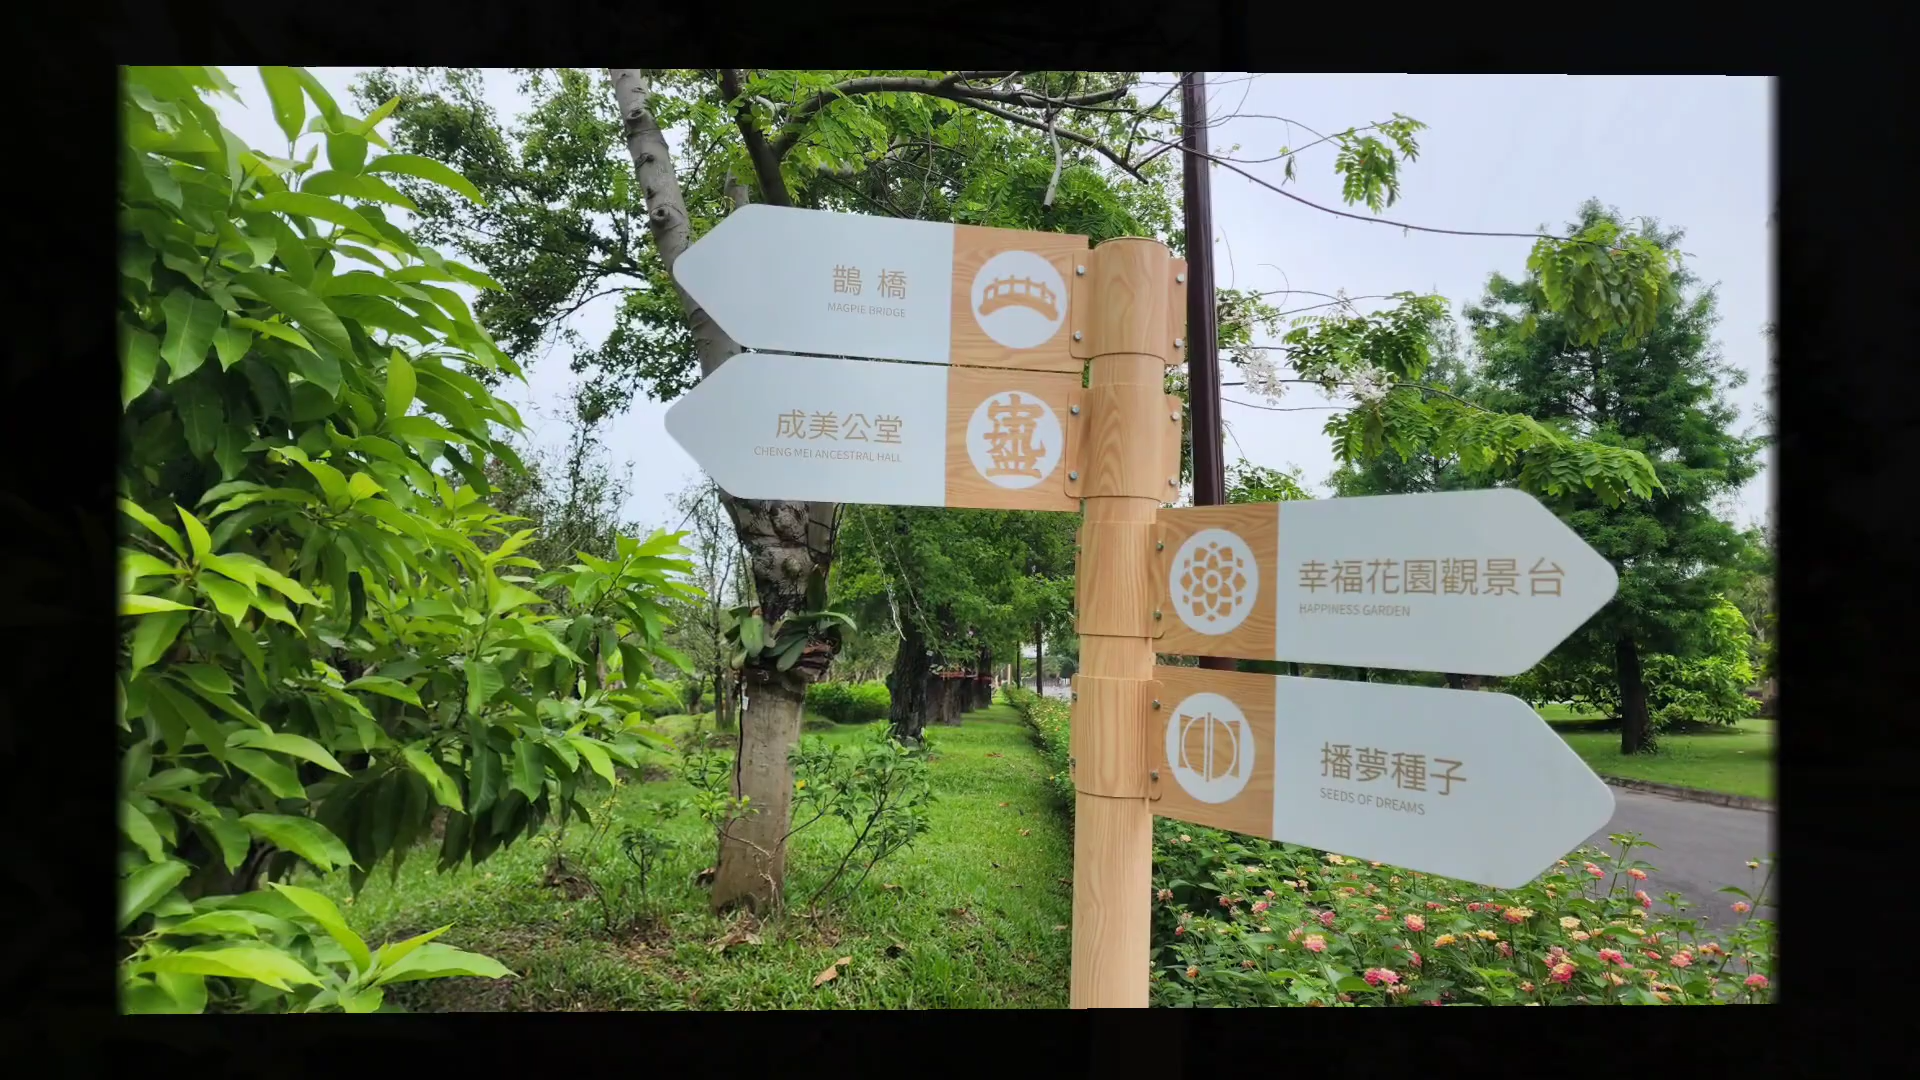 鵲橋
MAGPIE BRIDGE
成美公堂
CHENG MEI ANCESTRAL HALL
幸福花園觀景台
HAPPINESS GARDEN
播夢種子
SEEDS OF DREAMS